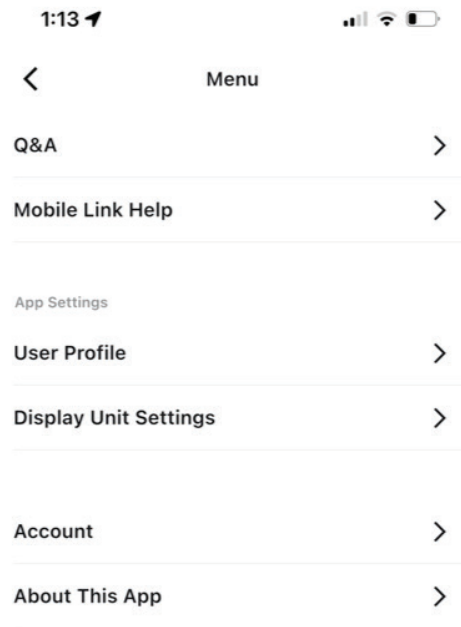 1:13
Menu
Q&A
Mobile Link Help
App Settings
User Profile
Display Unit Settings
Account
About This App